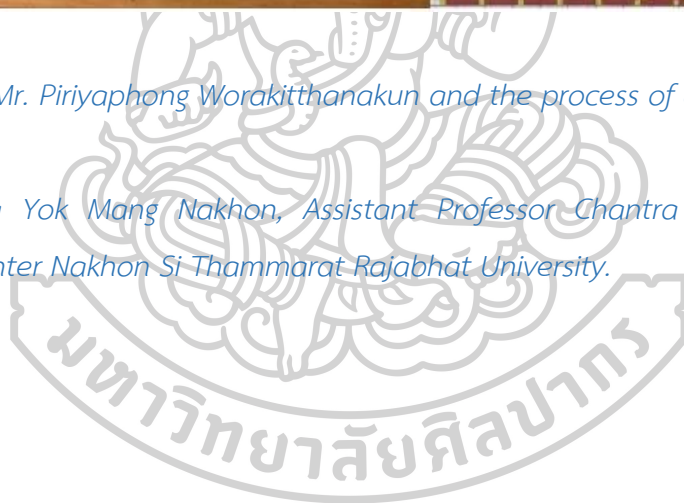 Mr. Piriyaphong Worakitthanakun and the process of
Yok Mang Nakhon, Assistant Professor Chantra
nter Nakhon Si Thammarat Rajabhat University.
มหาวิทยาลัยศิลปากร